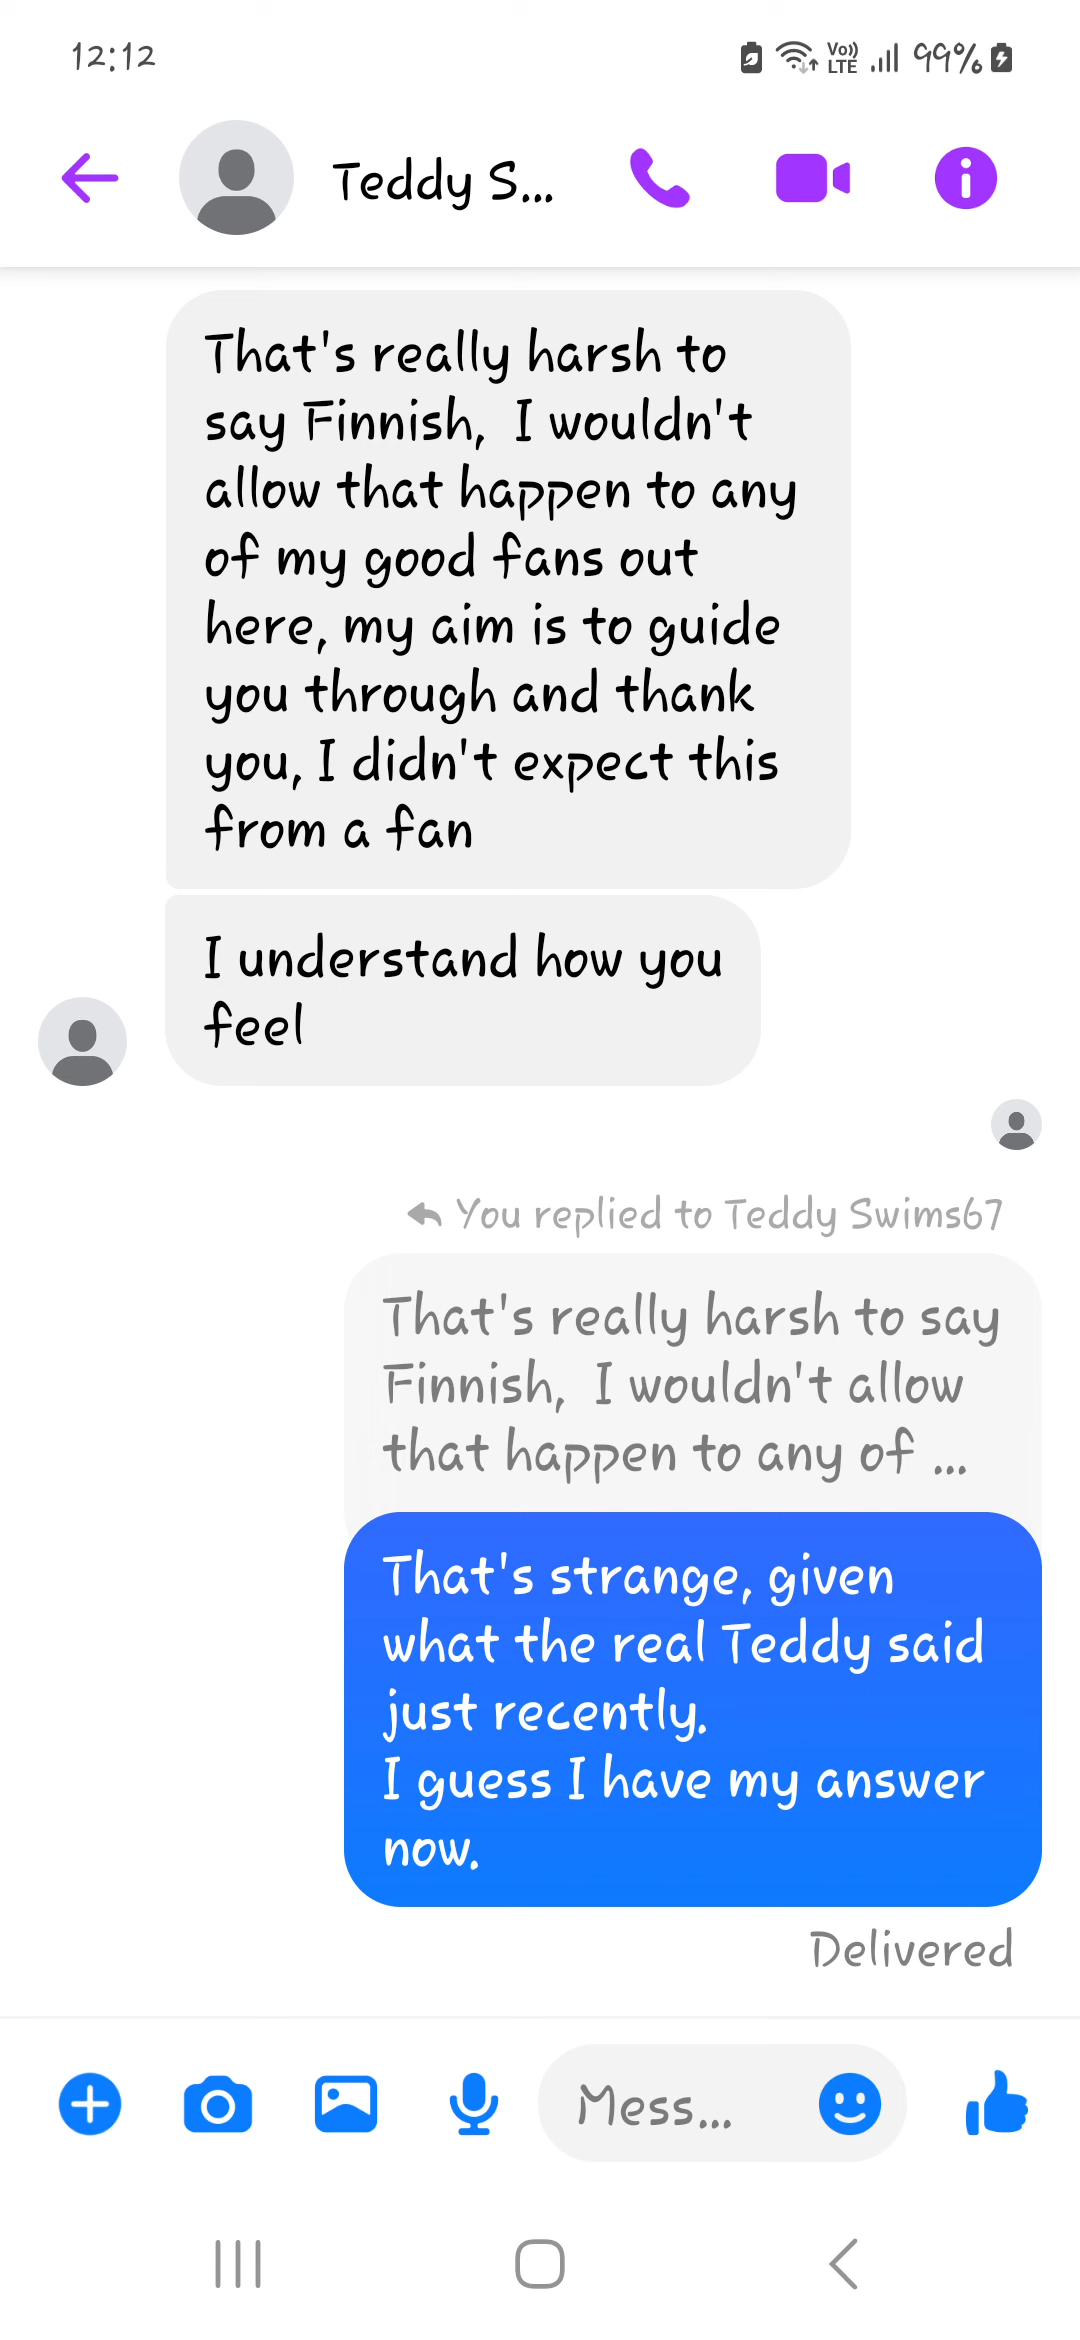 12:12
Vo)) LTE
99%
Teddy S...
That's really harsh to
say Finnish,  I wouldn't
allow that happen to any
of my good fans out
here, my aim is to guide
you through and thank
you, I didn't expect this
from a fan
I understand how you
feel
You replied to Teddy Swims67
That's really harsh to say
Finnish,  I wouldn't allow
that happen to any of ...
That's strange, given
what the real Teddy said
just recently.
I guess I have my answer
now.
Delivered
Mess...